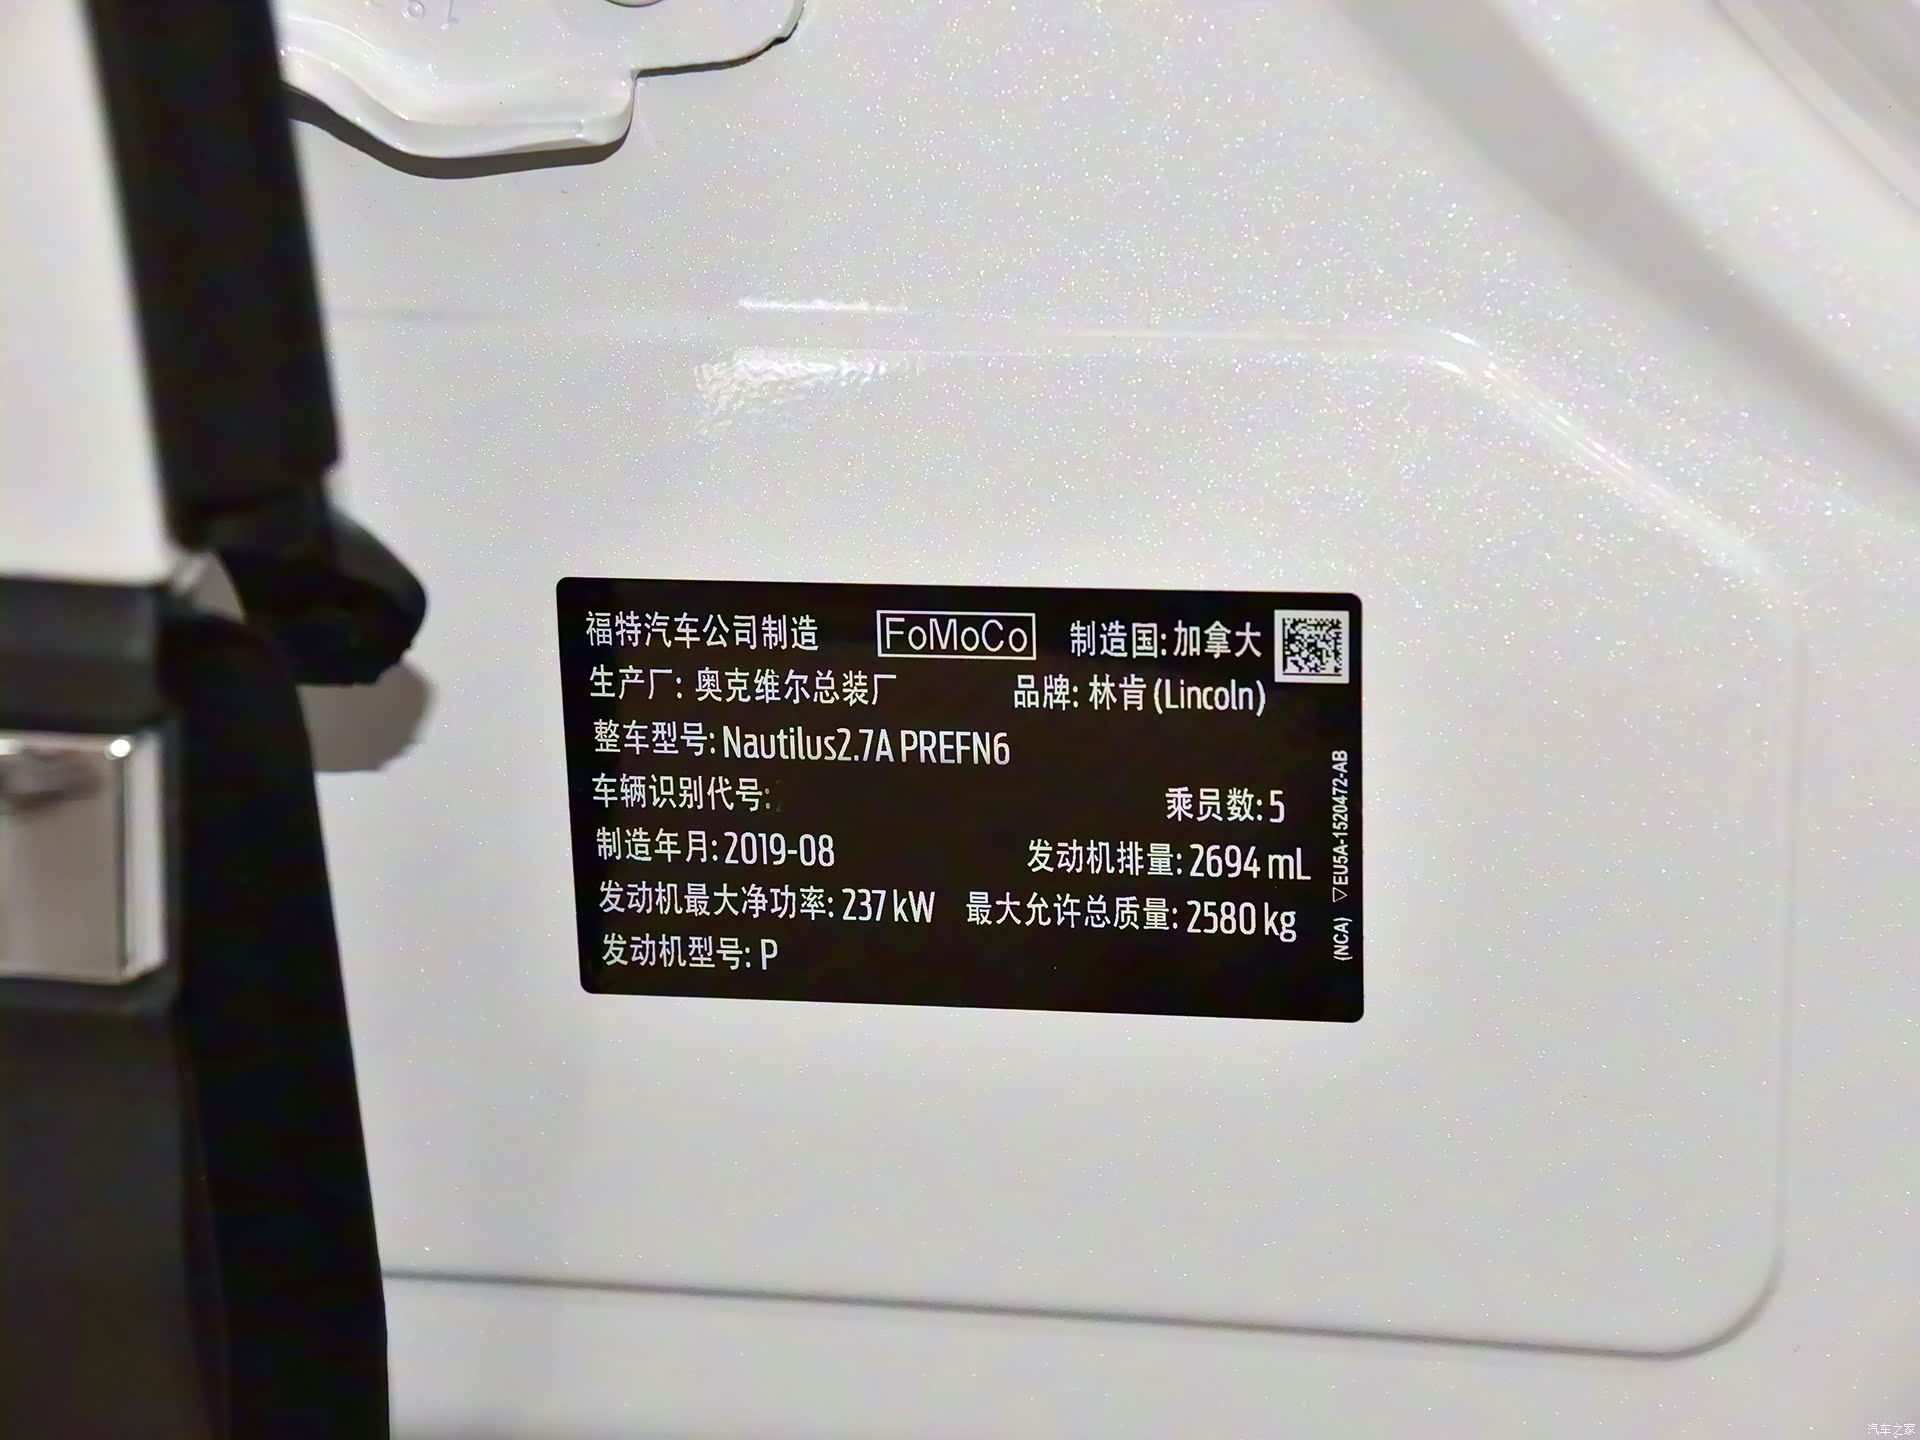 福特汽车公司制造 FoMoCo 制造国:加拿大
生产厂: 奥克维尔总装厂 品牌: 林肯 (Lincoln)
整车型号: Nautilus2.7A PREFN6
车辆识别代号: 乘员数: 5
制造年月: 2019-08 发动机排量: 2694 mL
发动机最大净功率: 237 kW 最大允许总质量: 2580 kg
发动机型号: P
(NCA) ▽EU5A-1520472-AB
汽车之家